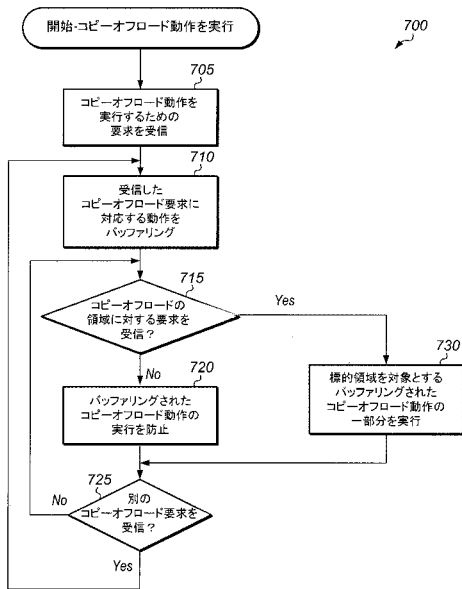 開始-コピーオフロード動作を実行
700
705
コピーオフロード動作を
実行するための
要求を受信
710
受信した
コピーオフロード要求に
対応する動作を
バッファリング
715
コピーオフロードの
領域に対する要求を
受信？
Yes
No
720
バッファリングされた
コピーオフロード動作の
実行を防止
730
標的領域を対象とする
バッファリングされた
コピーオフロード動作の
一部分を実行
725
No
別の
コピーオフロード要求を
受信？
Yes